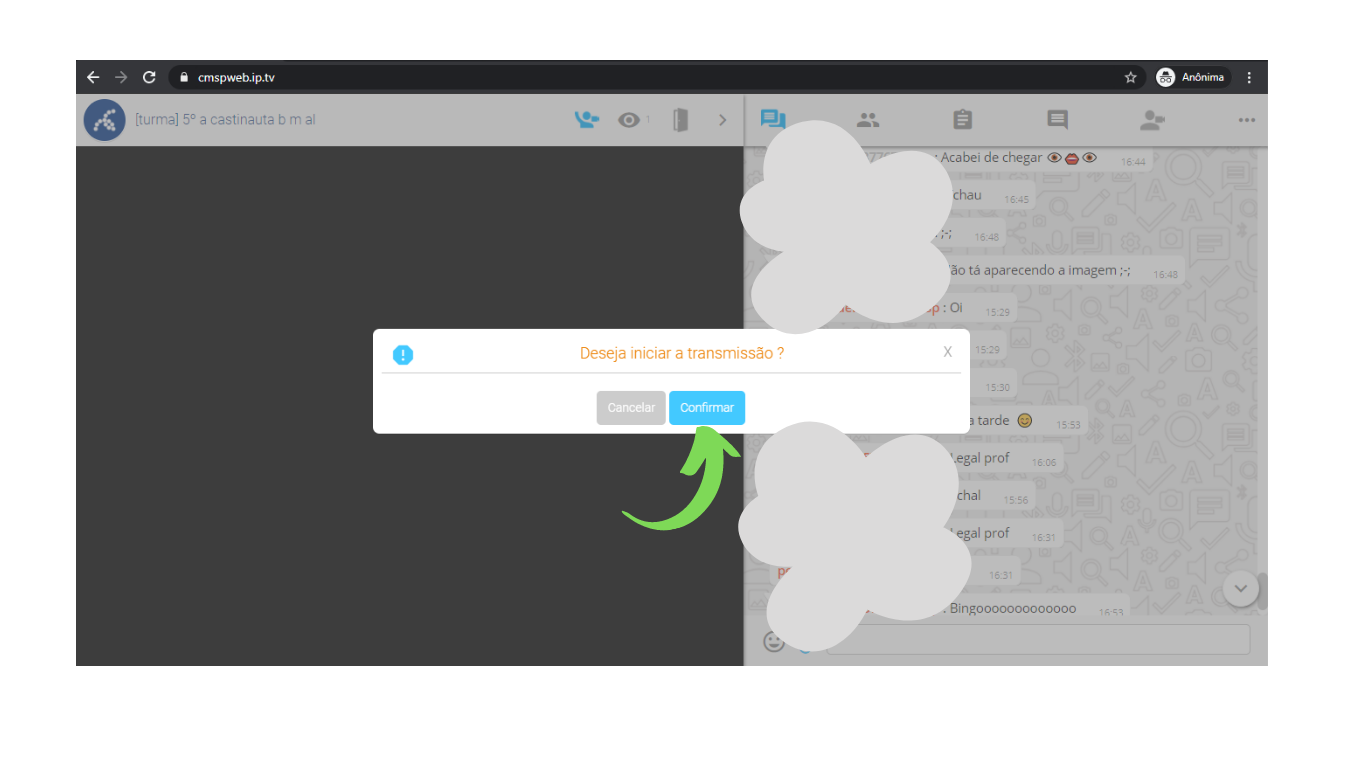 cmspweb.ip.tv
Anônima
[turma] 5º a castinauta b m al
1
: Acabei de chegar 16:44
chau 16:45
;-; 16:48
ão tá aparecendo a imagem ;-; 16:48
p : Oi 15:29
Deseja iniciar a transmissão ?
X
15:29
Cancelar
Confirmar
15:30
a tarde 15:53
Legal prof 16:06
chal 15:56
Legal prof 16:31
16:31
: Bingooooooooooooo 16:53